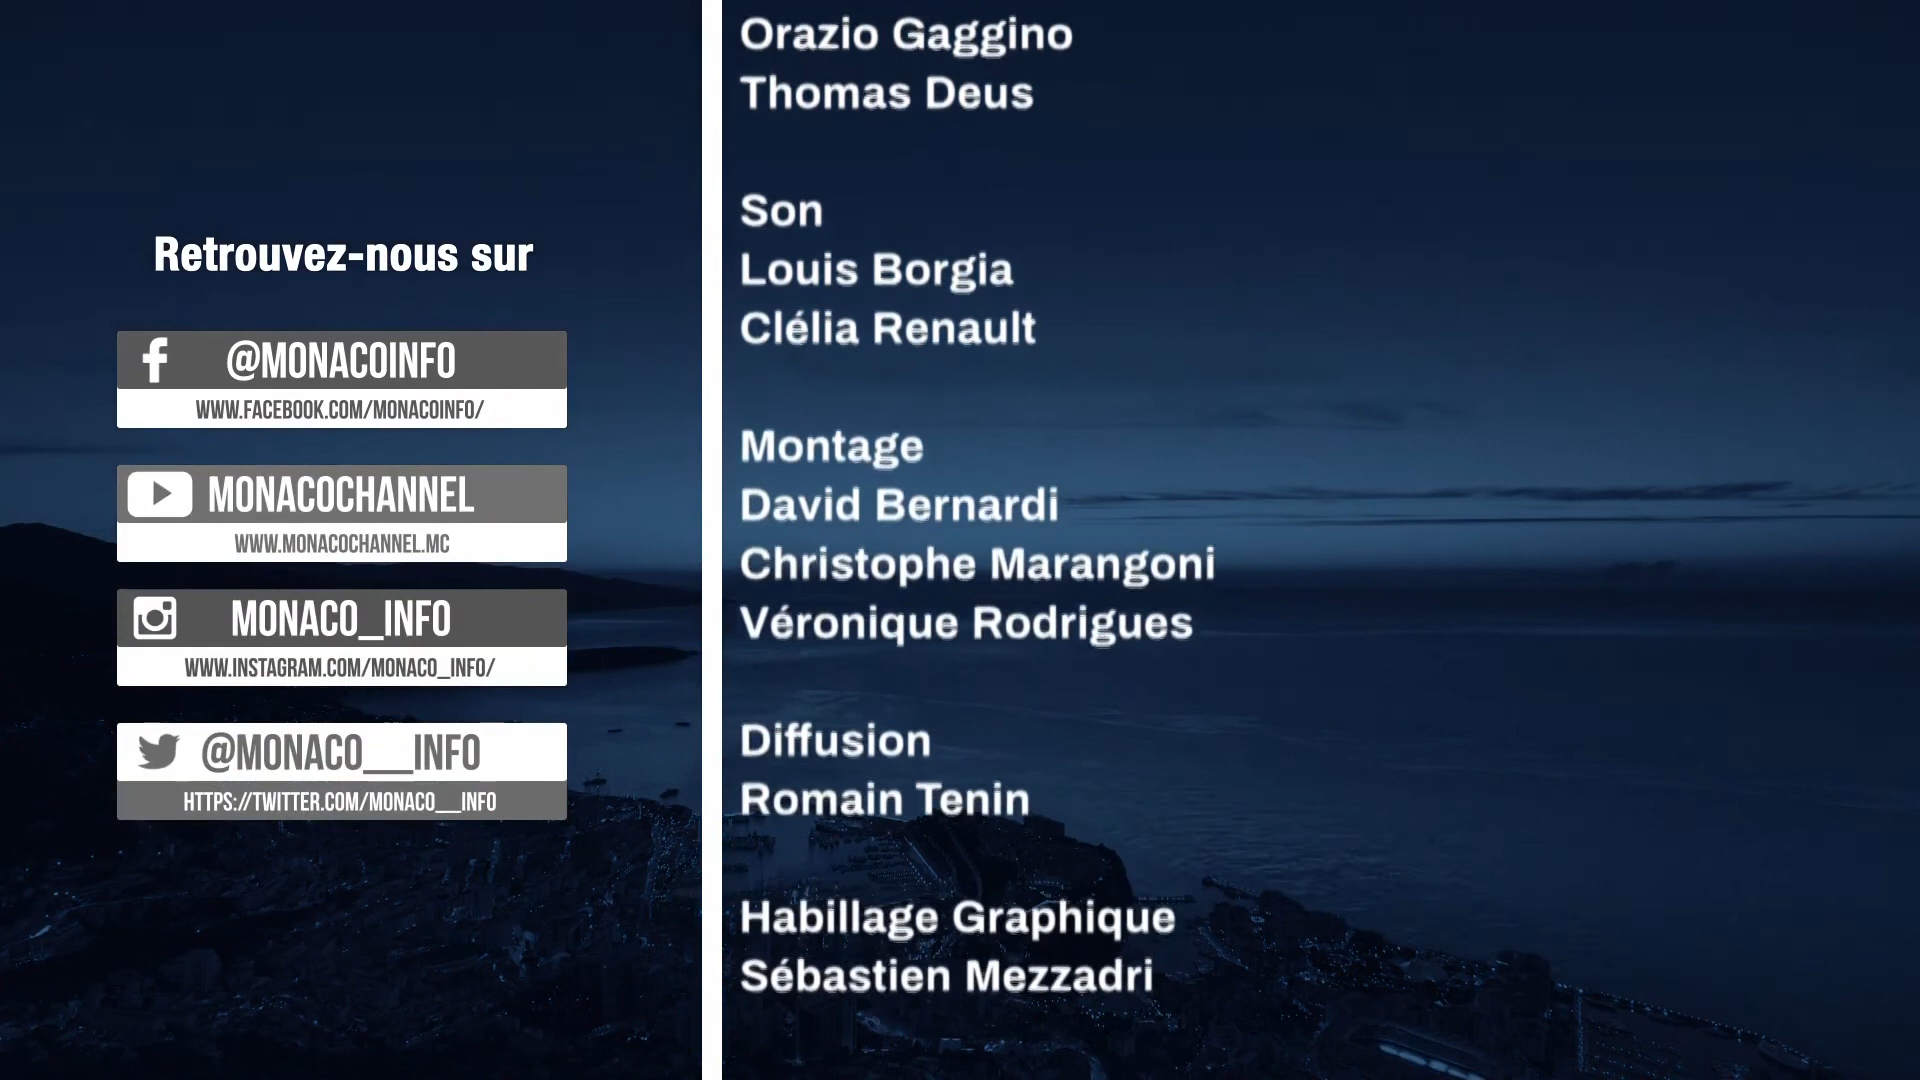 Retrouvez-nous sur
@MONACOINFO
WWW.FACEBOOK.COM/MONACOINFO/
MONACOCHANNEL
WWW.MONACOCHANNEL.MC
MONACO_INFO
WWW.INSTAGRAM.COM/MONACO_INFO/
@MONACO__INFO
HTTPS://TWITTER.COM/MONACO__INFO
Orazio Gaggino
Thomas Deus
Son
Louis Borgia
Clélia Renault
Montage
David Bernardi
Christophe Marangoni
Véronique Rodrigues
Diffusion
Romain Tenin
Habillage Graphique
Sébastien Mezzadri